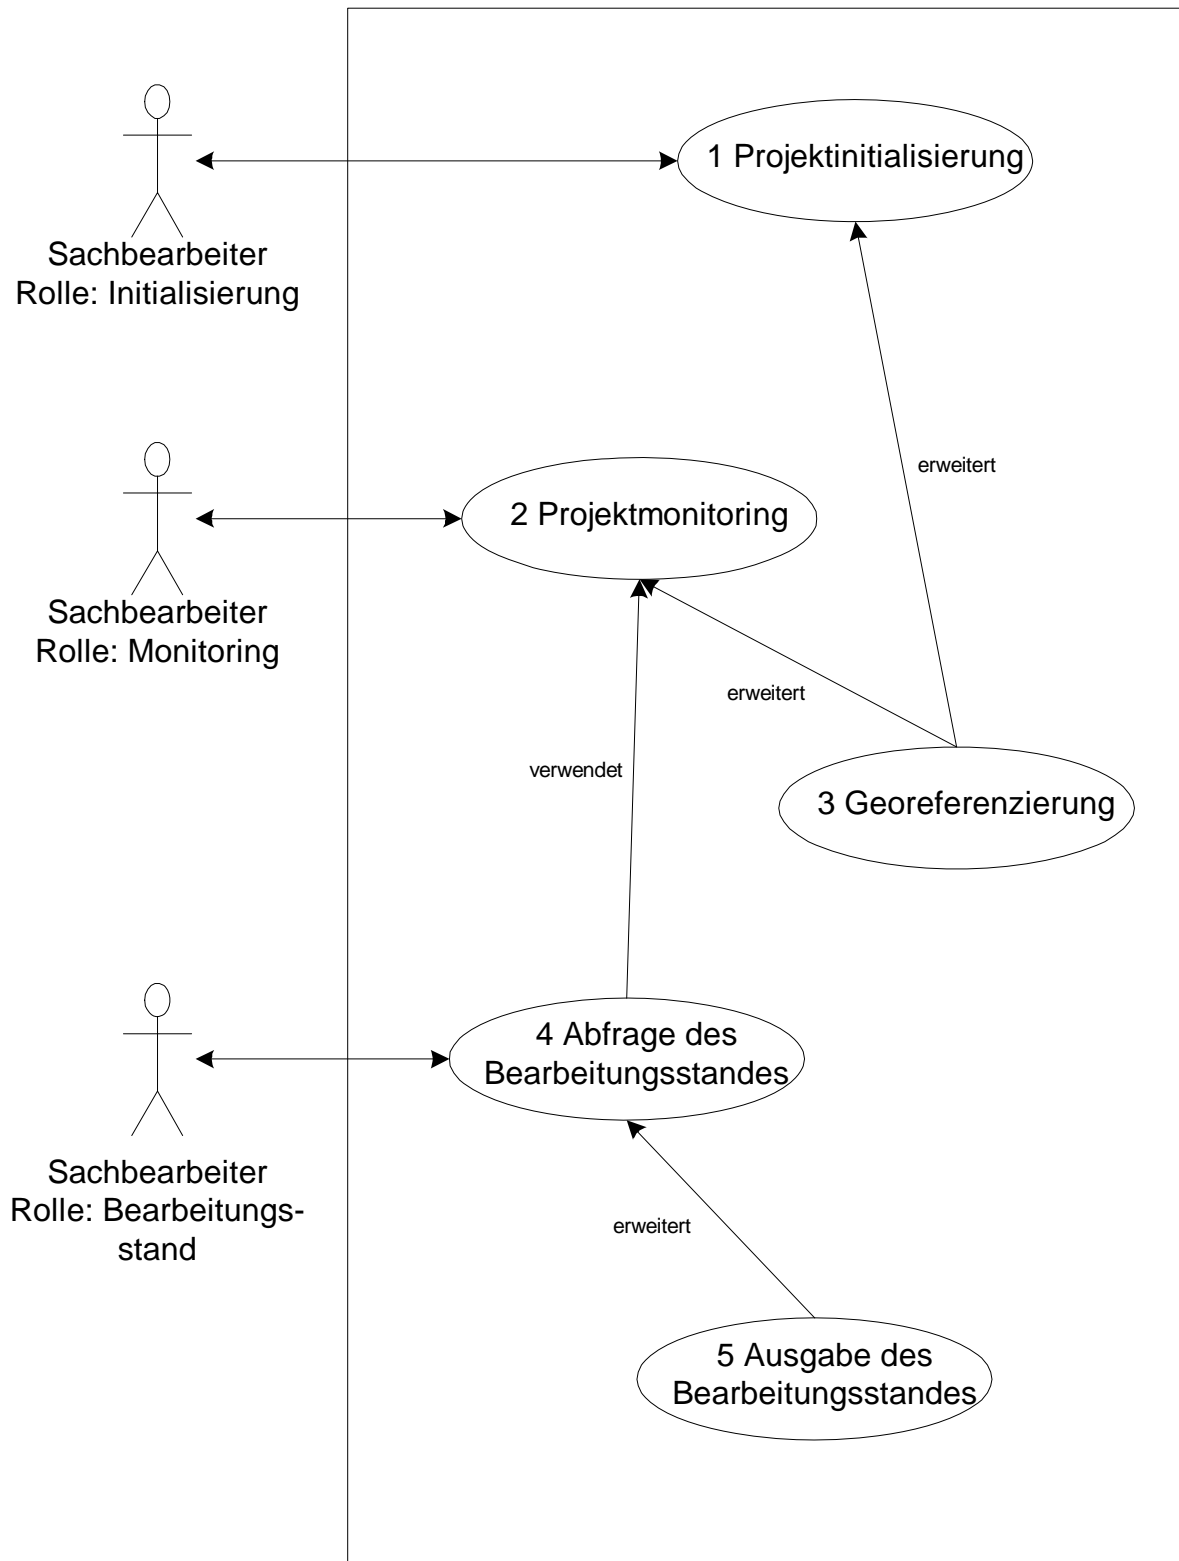 1 Projektinitialisierung
Sachbearbeiter
Rolle: Initialisierung
erweitert
2 Projektmonitoring
Sachbearbeiter
Rolle: Monitoring
erweitert
verwendet
3 Georeferenzierung
4 Abfrage des
Bearbeitungsstandes
Sachbearbeiter
Rolle: Bearbeitungs-
stand
erweitert
5 Ausgabe des
Bearbeitungsstandes